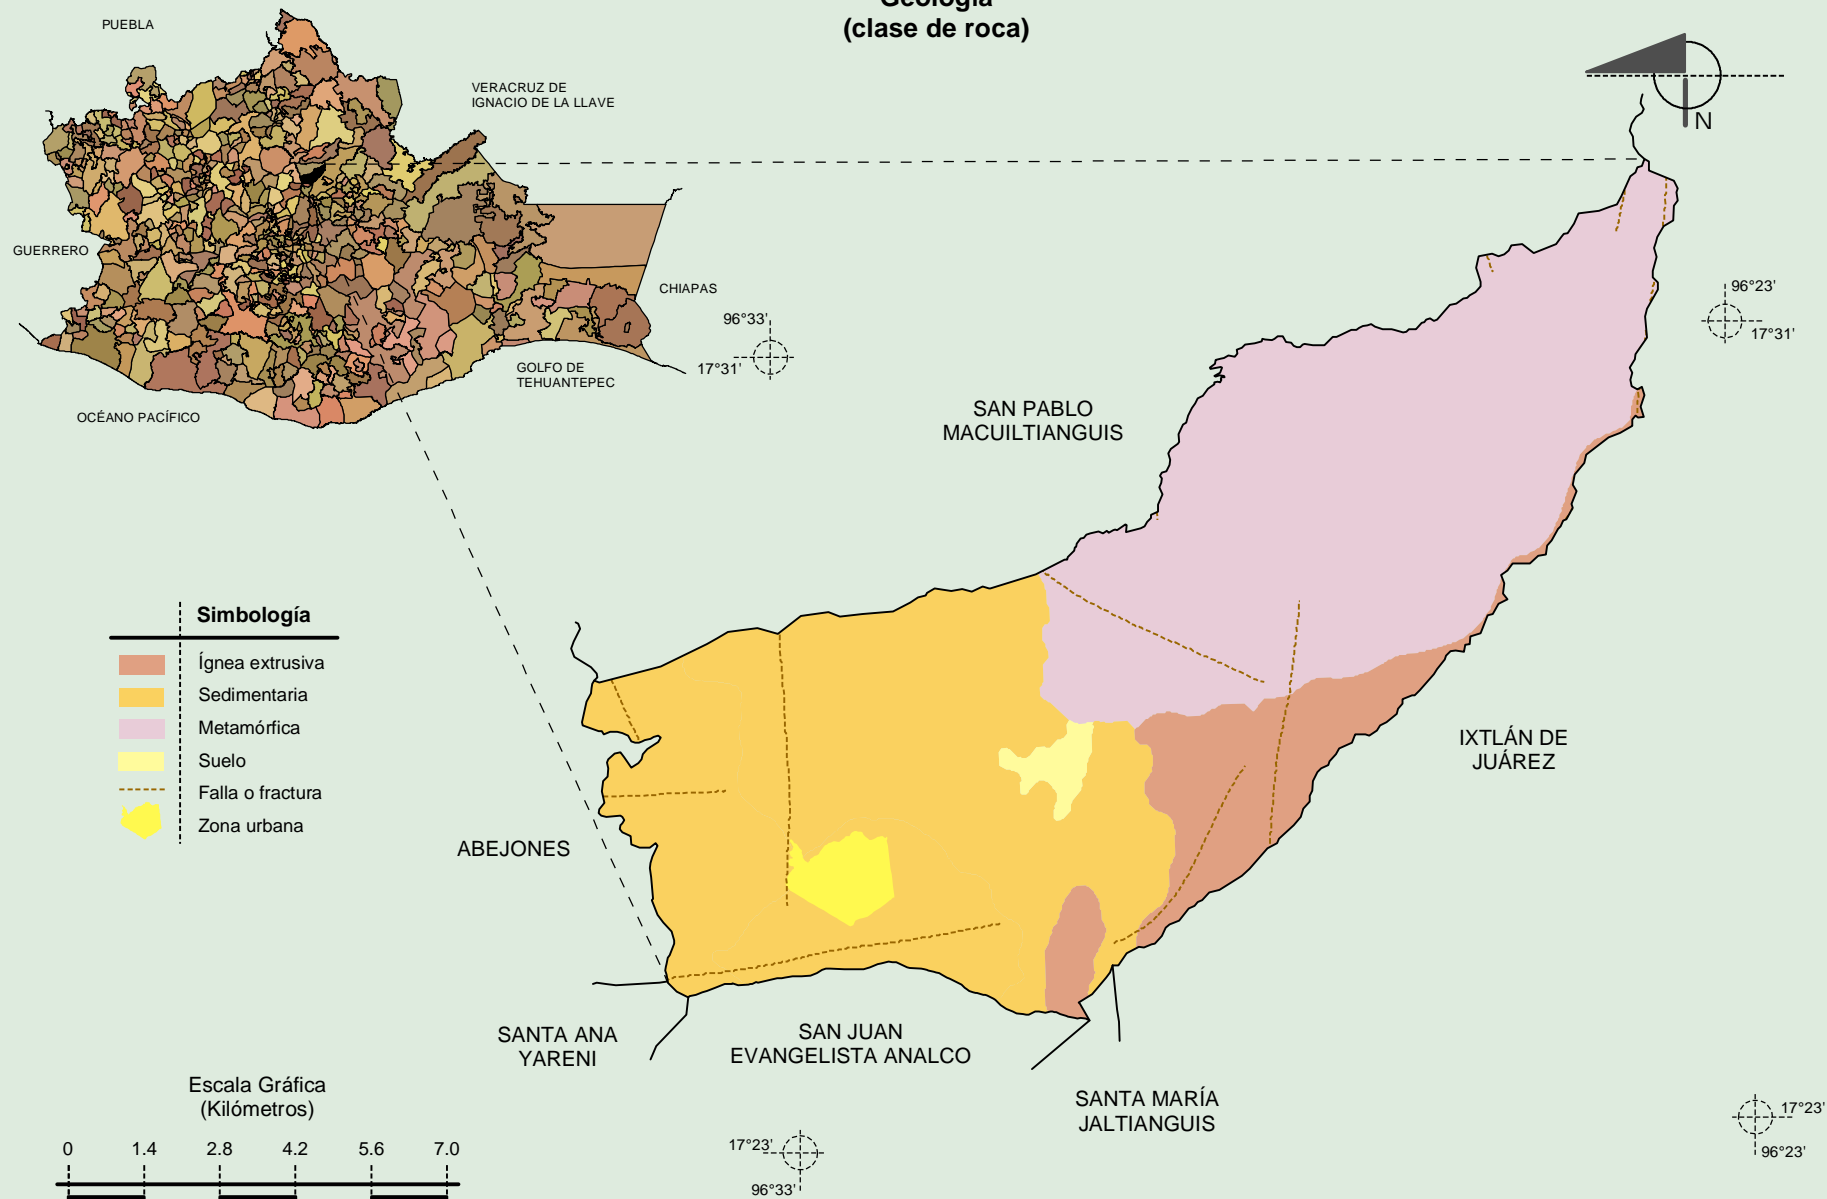 Geología
(clase de roca)
PUEBLA
VERACRUZ DE
IGNACIO DE LA LLAVE
GUERRERO
CHIAPAS
GOLFO DE
TEHUANTEPEC
OCÉANO PACÍFICO
N
96°33'
17°31'
96°23'
17°31'
SAN PABLO
MACUILTIANGUIS
Simbología
Ígnea extrusiva
Sedimentaria
Metamórfica
Suelo
Falla o fractura
Zona urbana
IXTLÁN DE
JUÁREZ
ABEJONES
SANTA ANA
YARENI
SAN JUAN
EVANGELISTA ANALCO
SANTA MARÍA
JALTIANGUIS
Escala Gráfica
(Kilómetros)
0 1.4 2.8 4.2 5.6 7.0
17°23'
96°33'
17°23'
96°23'